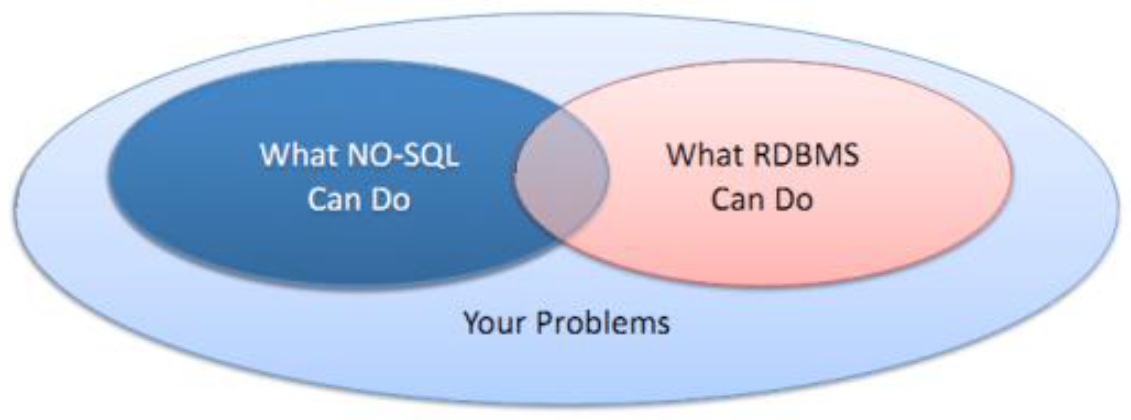 What NO-SQL
Can Do
What RDBMS
Can Do
Your Problems